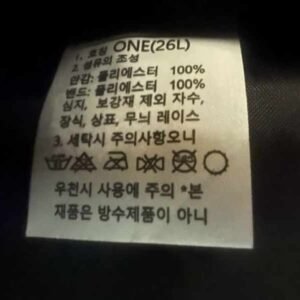 1. 호칭 ONE(26L)
2. 섬유의 조성
안감: 폴리에스터 100%
밴드: 폴리에스터 100%
심지, 보강재 제외 자수,
장식, 상표, 무늬 레이스
3. 세탁시 주의사항오니
우천시 사용에 주의 *본
제품은 방수제품이 아니